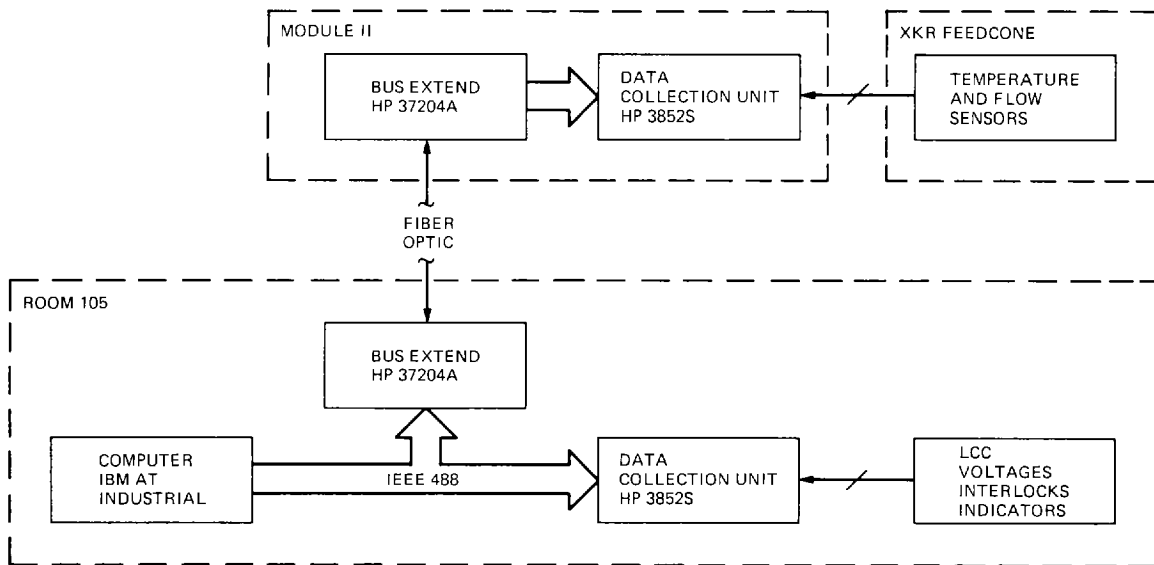 MODULE II
BUS EXTEND
HP 37204A
DATA
COLLECTION UNIT
HP 3852S
XKR FEEDCONE
TEMPERATURE
AND FLOW
SENSORS
FIBER
OPTIC
ROOM 105
BUS EXTEND
HP 37204A
COMPUTER
IBM AT
INDUSTRIAL
IEEE 488
DATA
COLLECTION UNIT
HP 3852S
LCC
VOLTAGES
INTERLOCKS
INDICATORS